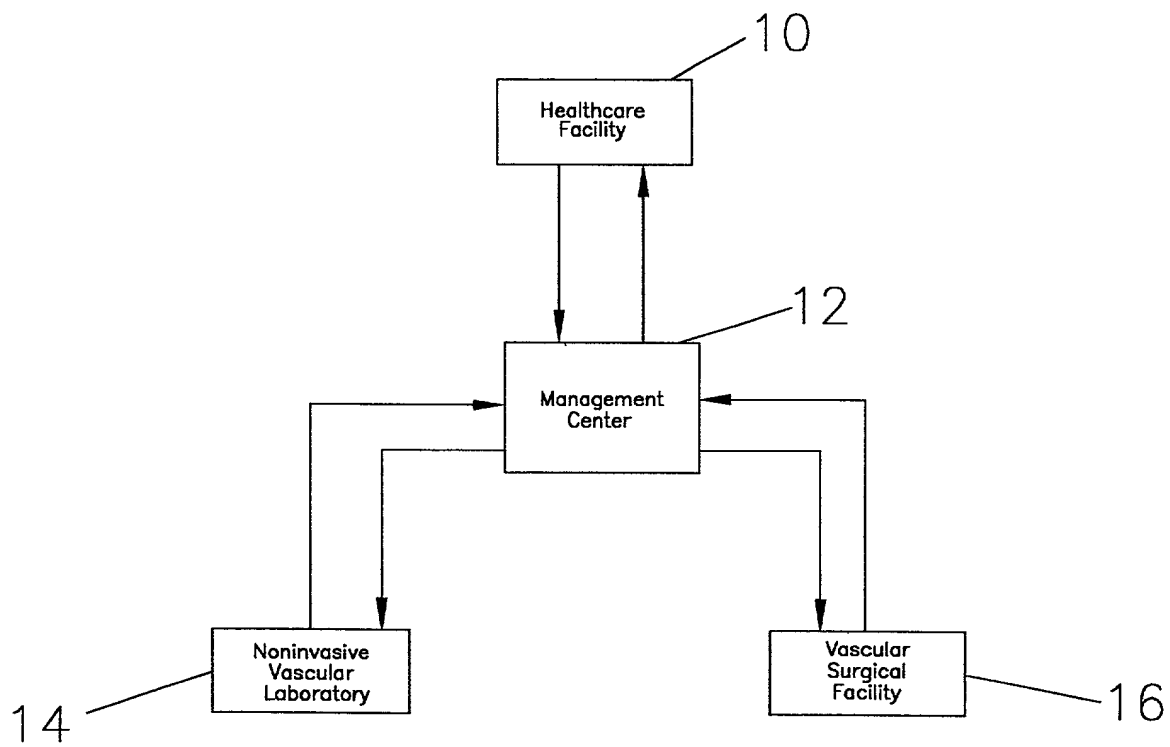 10
Healthcare
Facility
12
Management
Center
Noninvasive
Vascular
Laboratory
14
Vascular
Surgical
Facility
16